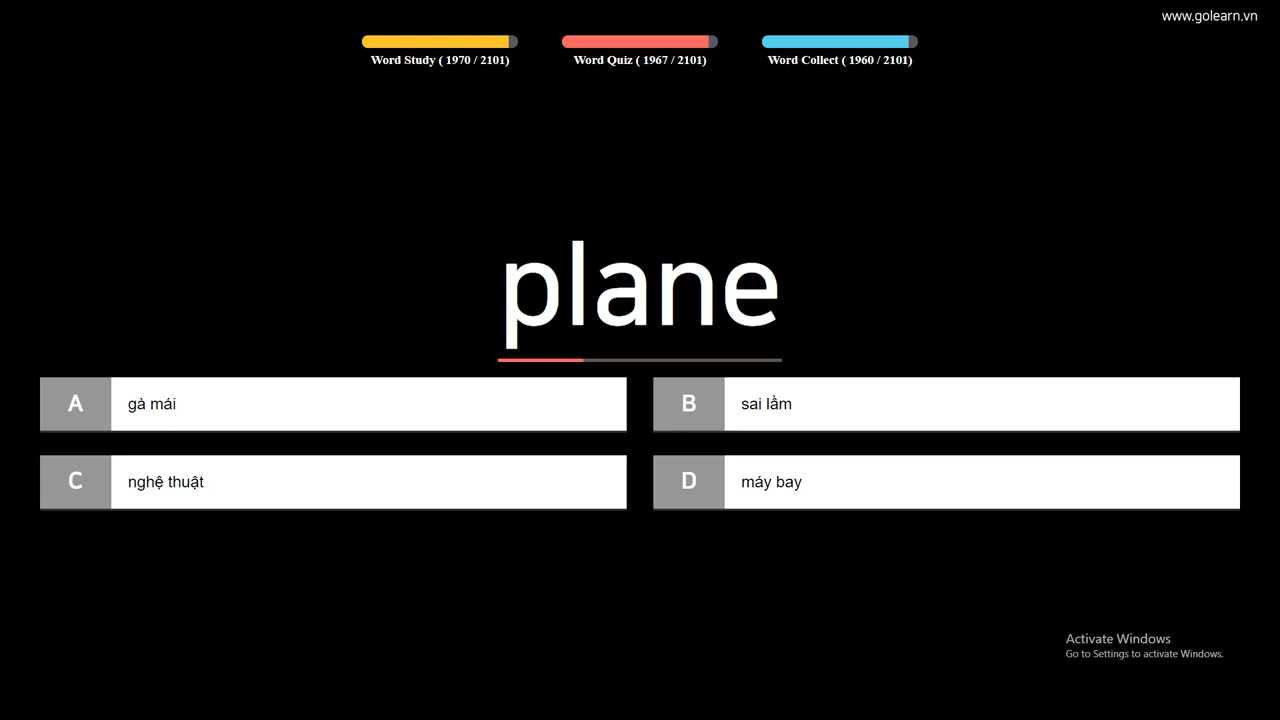 www.golearn.vn
Word Study ( 1970 / 2101)
Word Quiz ( 1967 / 2101)
Word Collect ( 1960 / 2101)
plane
A gà mái
B sai lầm
C nghệ thuật
D máy bay
Activate Windows
Go to Settings to activate Windows.